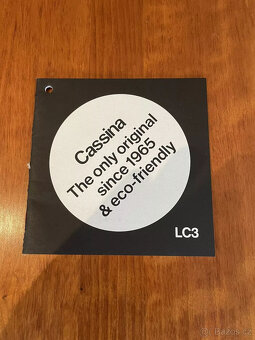 Cassina
The only original
since 1965
& eco-friendly
LC3